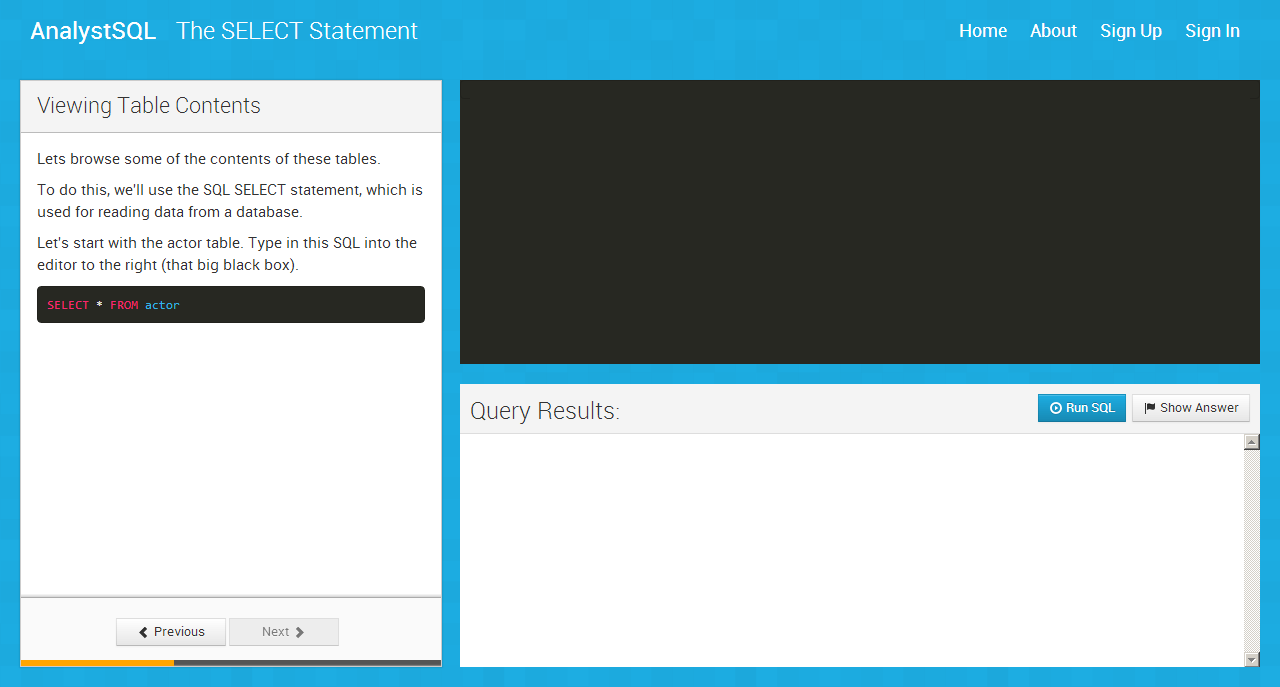 AnalystSQL The SELECT Statement Home About Sign Up Sign In
Viewing Table Contents
Lets browse some of the contents of these tables.
To do this, we'll use the SQL SELECT statement, which is
used for reading data from a database.
Let's start with the actor table. Type in this SQL into the
editor to the right (that big black box).
SELECT * FROM actor
Previous Next
Query Results: Run SQL Show Answer